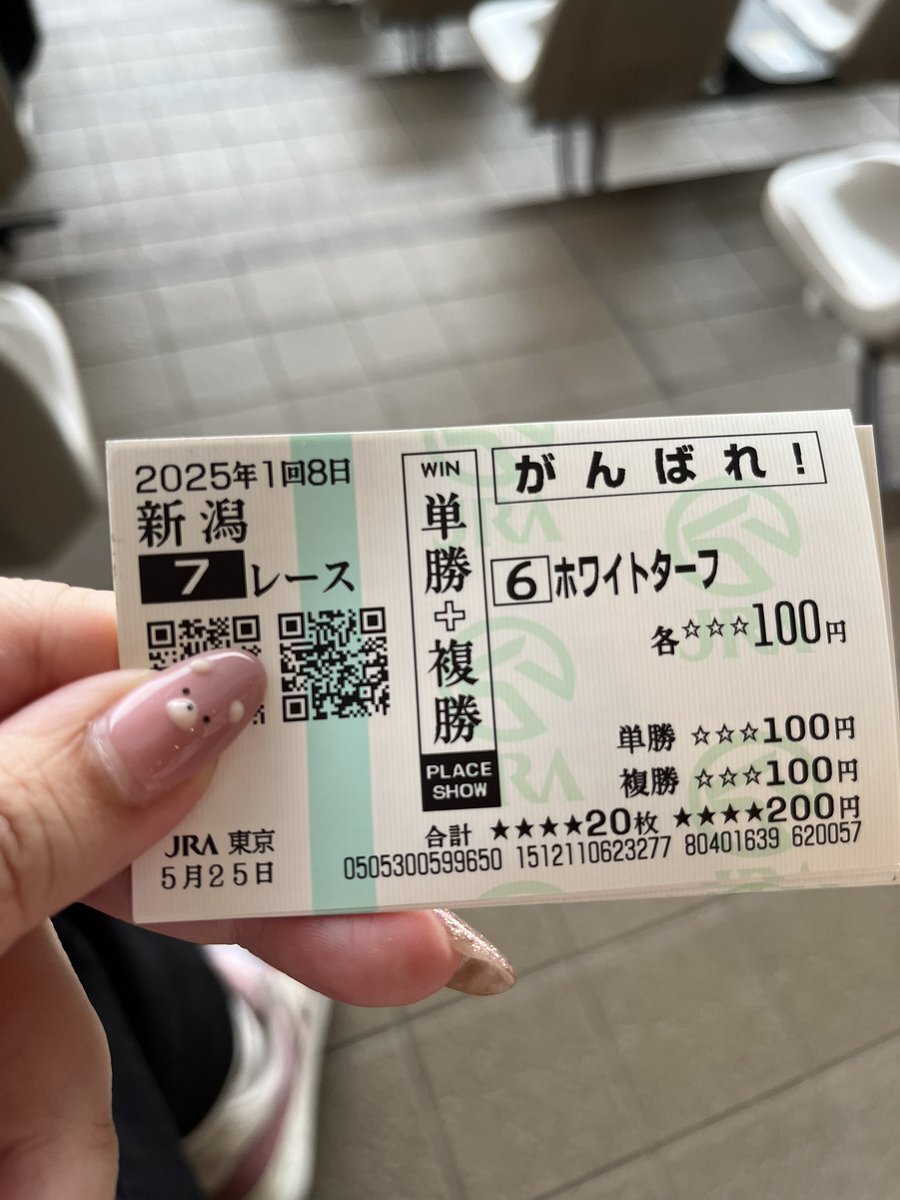 2025年1回8日
新潟
7レース
JRA 東京
5月25日
WIN
単勝+複勝
PLACE
SHOW
がんばれ!
6ホワイトターフ
各☆☆☆100円
単勝 ☆☆☆100円
複勝 ☆☆☆100円
合計 ★★★★20枚 ★★★★200円
0505300599650 1512110623277 80401639 620057